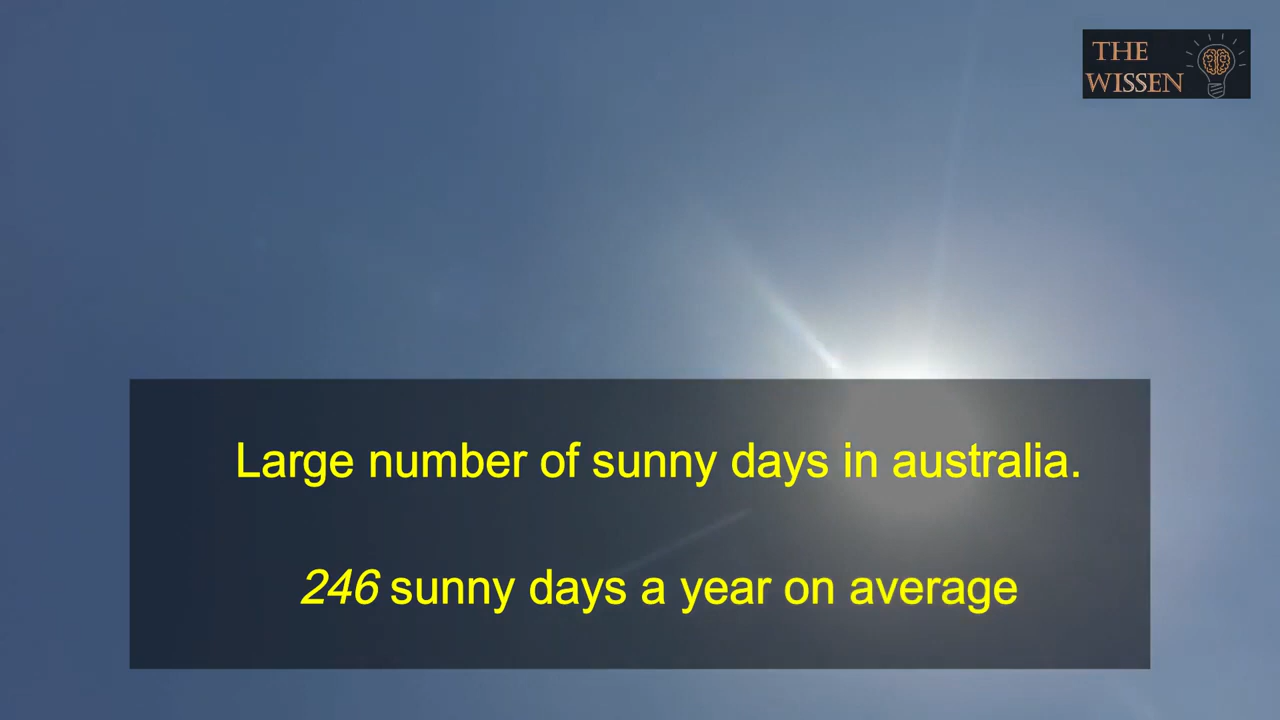 THE
WISSEN
Large number of sunny days in australia.
246 sunny days a year on average